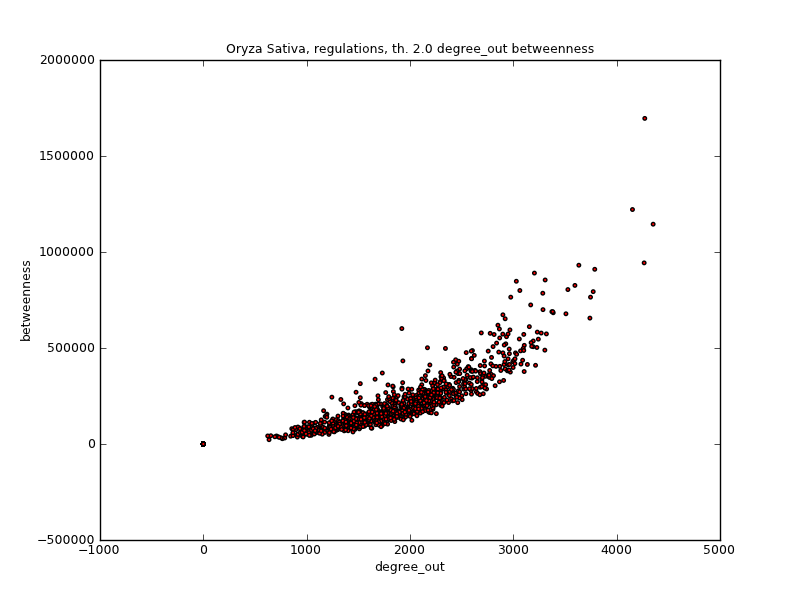 Oryza Sativa, regulations, th. 2.0 degree_out betweenness
2000000
1500000
1000000
500000
0
−500000
betweenness
−1000 0 1000 2000 3000 4000 5000
degree_out